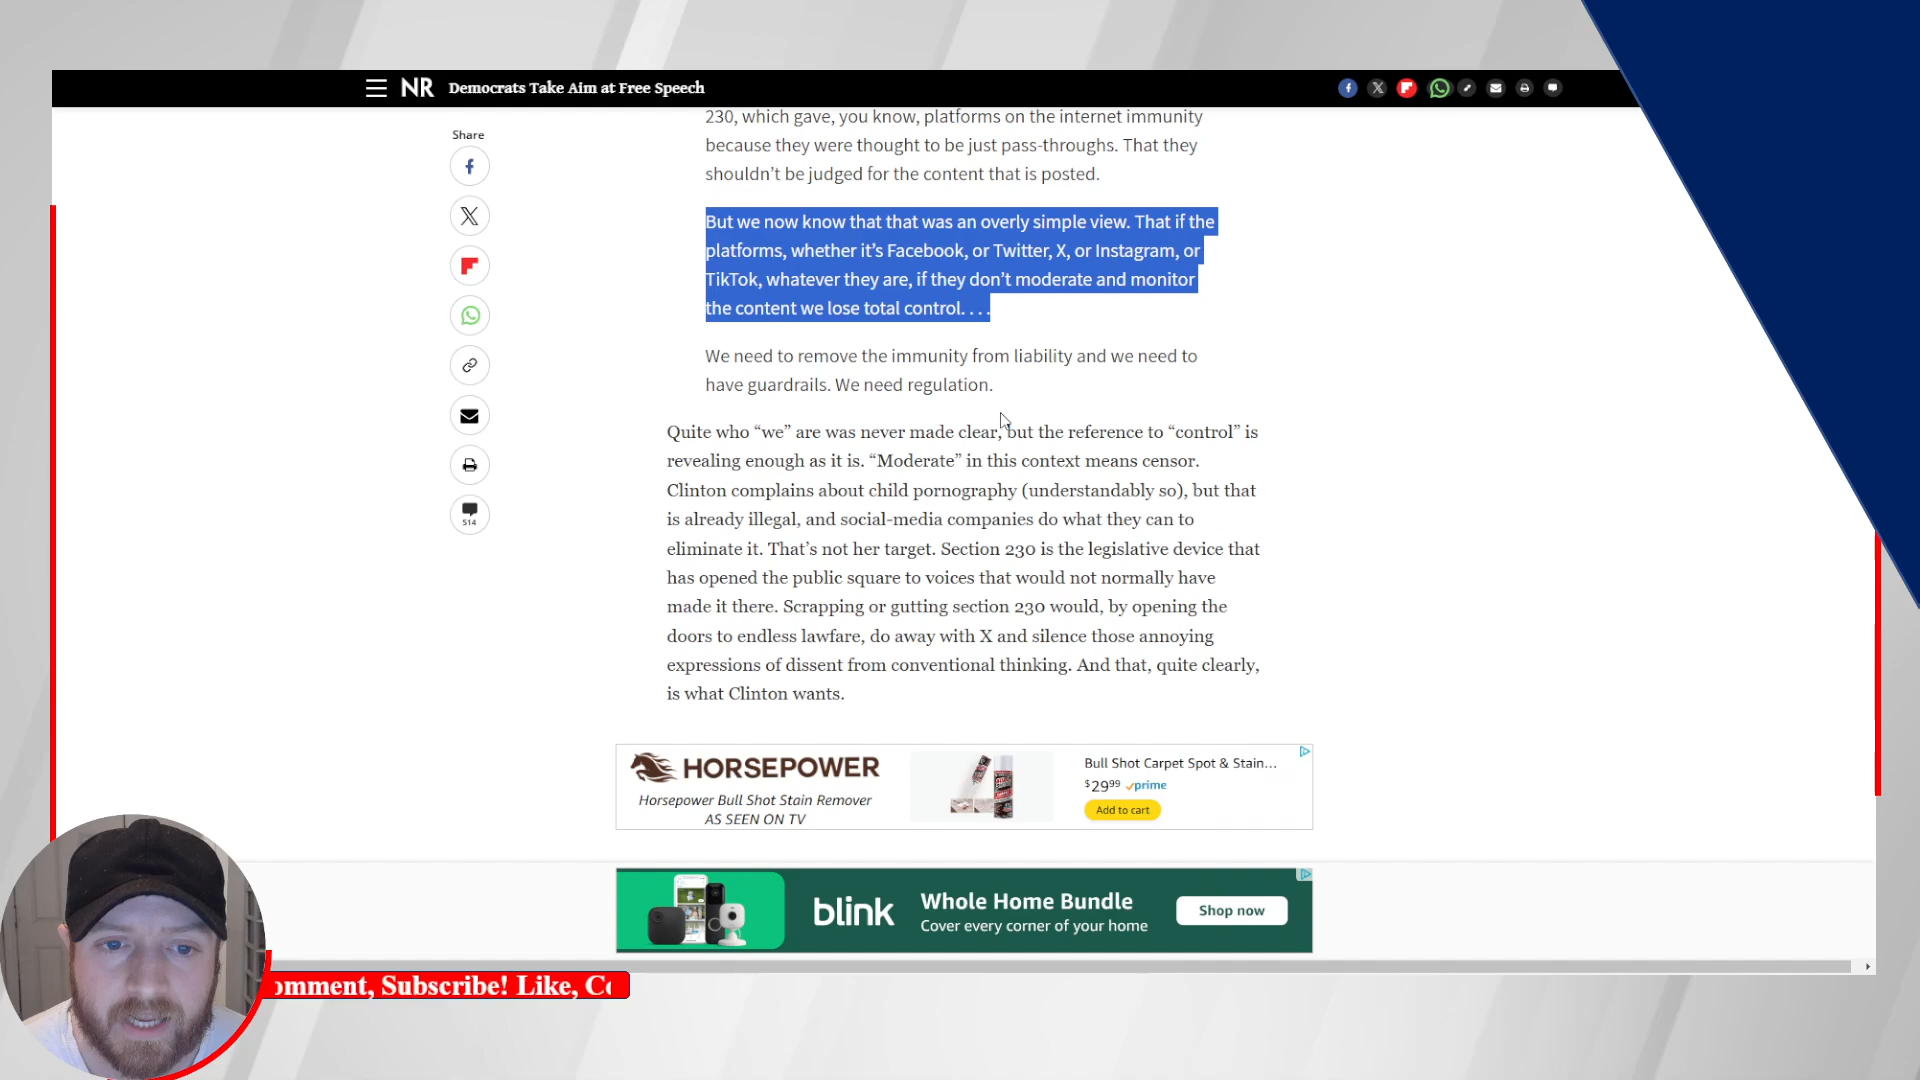 NR Democrats Take Aim at Free Speech
Share
514
230, which gave, you know, platforms on the internet immunity
because they were thought to be just pass-throughs. That they
shouldn’t be judged for the content that is posted.
But we now know that that was an overly simple view. That if the
platforms, whether it’s Facebook, or Twitter, X, or Instagram, or
TikTok, whatever they are, if they don’t moderate and monitor
the content we lose total control. . . .
We need to remove the immunity from liability and we need to
have guardrails. We need regulation.
Quite who “we” are was never made clear, but the reference to “control” is
revealing enough as it is. “Moderate” in this context means censor.
Clinton complains about child pornography (understandably so), but that
is already illegal, and social-media companies do what they can to
eliminate it. That’s not her target. Section 230 is the legislative device that
has opened the public square to voices that would not normally have
made it there. Scrapping or gutting section 230 would, by opening the
doors to endless lawfare, do away with X and silence those annoying
expressions of dissent from conventional thinking. And that, quite clearly,
is what Clinton wants.
HORSEPOWER
Horsepower Bull Shot Stain Remover
AS SEEN ON TV
Bull Shot Carpet Spot & Stain...
$29⁹⁹ prime
Add to cart
blink
Whole Home Bundle
Cover every corner of your home
Shop now
omment, Subscribe! Like, Co